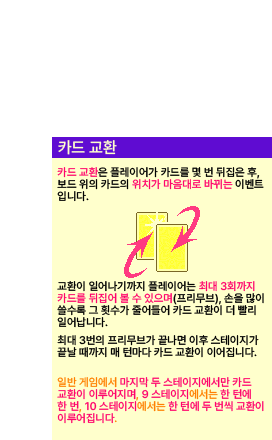 카드 교환
카드 교환은 플레이어가 카드를 몇 번 뒤집은 후,
보드 위의 카드의 위치가 마음대로 바뀌는 이벤트
입니다.
교환이 일어나기까지 플레이어는 최대 3회까지
카드를 뒤집어 볼 수 있으며(프리무브), 손을 많이
쓸수록 그 횟수가 줄어들어 카드 교환이 더 빨리
일어납니다.
최대 3번의 프리무브가 끝나면 이후 스테이지가
끝날 때까지 매 턴마다 카드 교환이 이어집니다.
일반 게임에서 마지막 두 스테이지에서만 카드
교환이 이루어지며, 9 스테이지에서는 한 턴에
한 번, 10 스테이지에서는 한 턴에 두 번씩 교환이
이루어집니다.